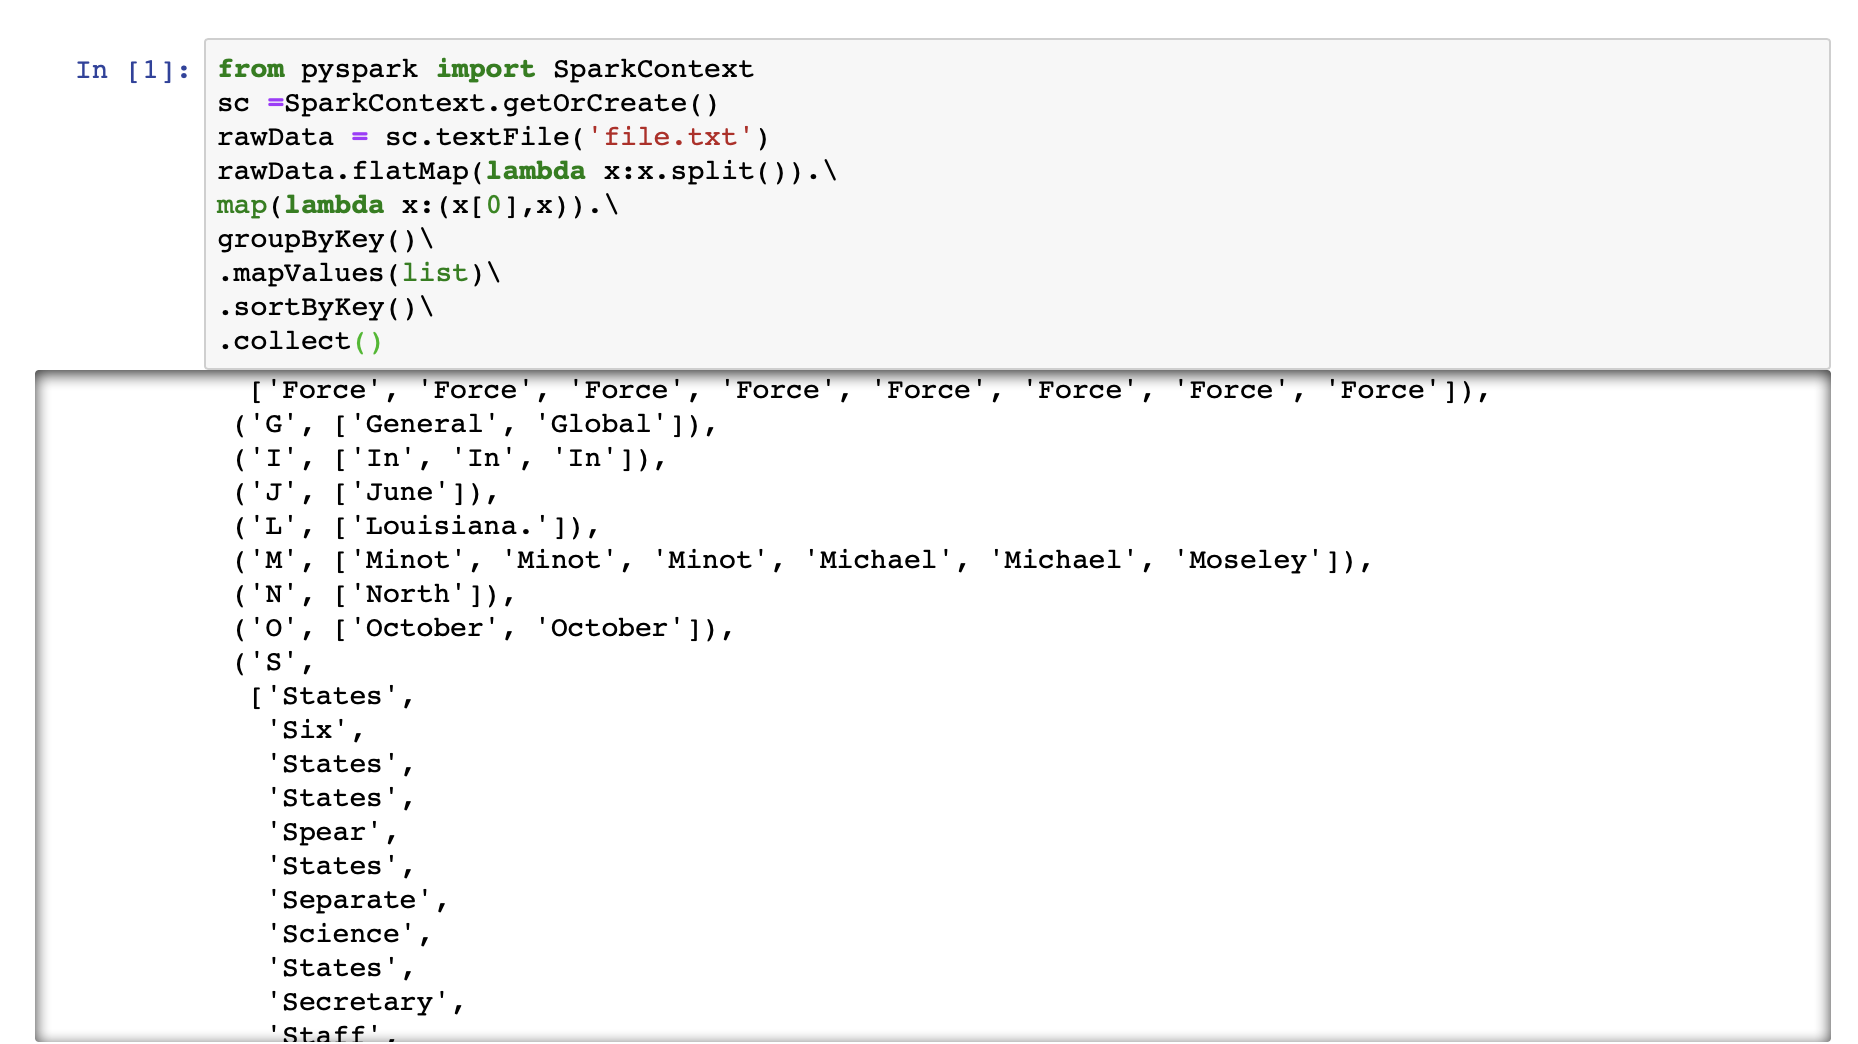 In [1]:
from pyspark import SparkContext
sc =SparkContext.getOrCreate()
rawData = sc.textFile('file.txt')
rawData.flatMap(lambda x:x.split()).\
map(lambda x:(x[0],x)).\
groupByKey()\
.mapValues(list)\
.sortByKey()\
.collect()
['Force', 'Force', 'Force', 'Force', 'Force', 'Force', 'Force', 'Force']),
('G', ['General', 'Global']),
('I', ['In', 'In', 'In']),
('J', ['June']),
('L', ['Louisiana.']),
('M', ['Minot', 'Minot', 'Minot', 'Michael', 'Michael', 'Moseley']),
('N', ['North']),
('O', ['October', 'October']),
('S',
['States',
'Six',
'States',
'States',
'Spear',
'States',
'Separate',
'Science',
'States',
'Secretary',
'Staff',